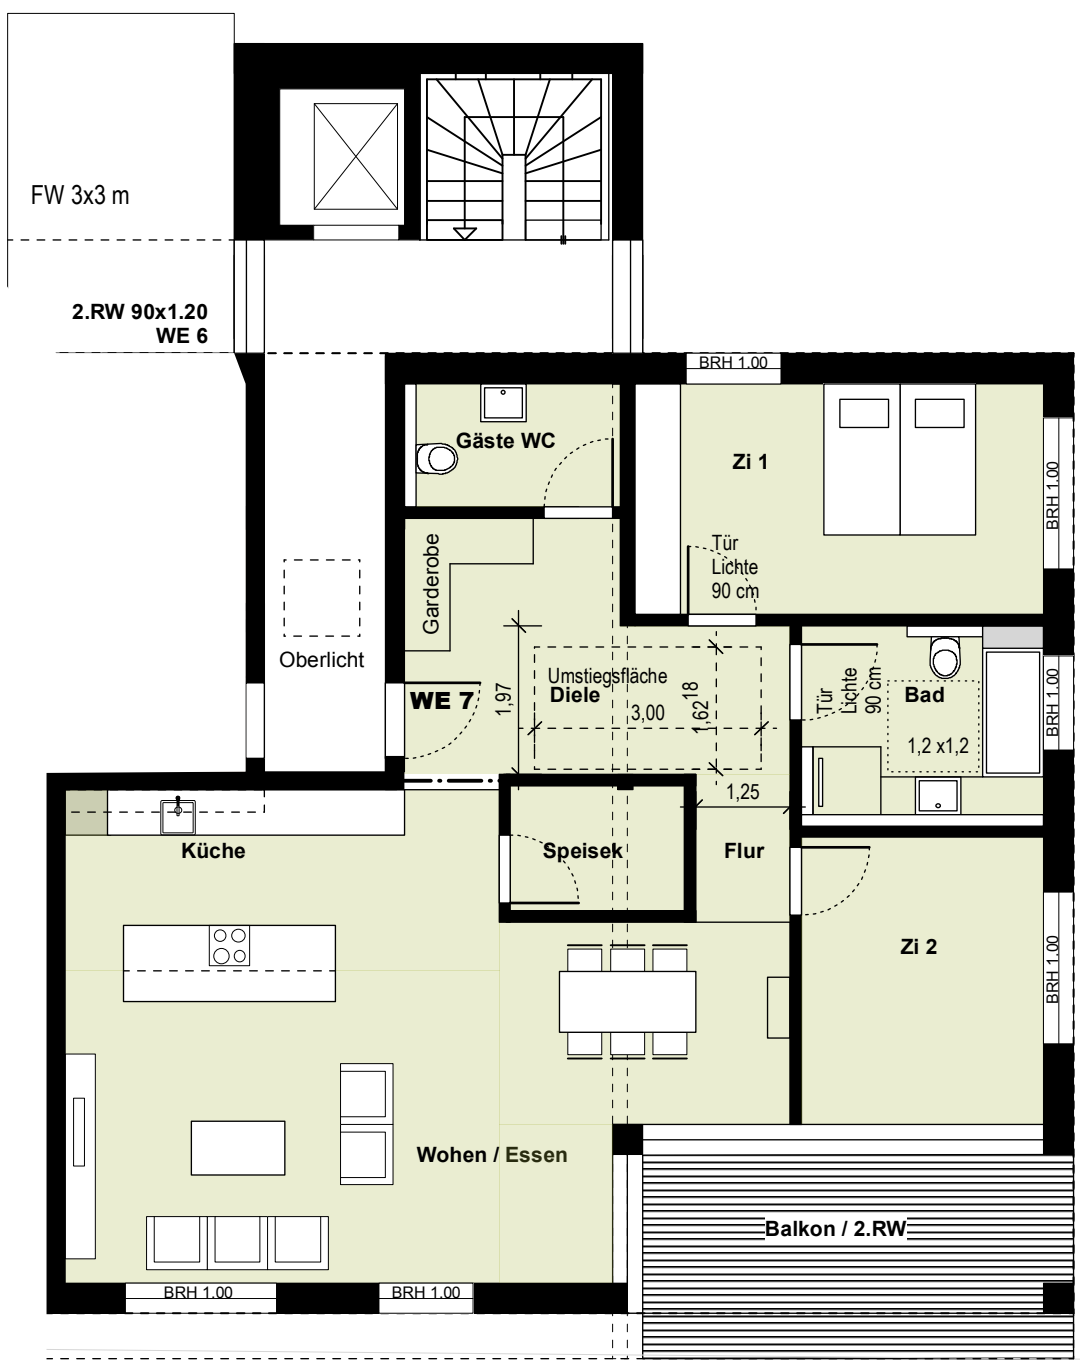 FW 3x3 m
2.RW 90x1.20
WE 6
BRH 1.00
Gäste WC
Zi 1
BRH 1.00
Garderobe
Tür
Lichte
90 cm
Oberlicht
WE 7
1,97
Umstiegsfläche
Diele
3,00
1,62 18
Tür
Lichte
90 cm
Bad
1,2 x1,2
BRH 1.00
1,25
Küche
Speisek
Flur
Zi 2
BRH 1.00
Wohen / Essen
Balkon / 2.RW
BRH 1.00
BRH 1.00